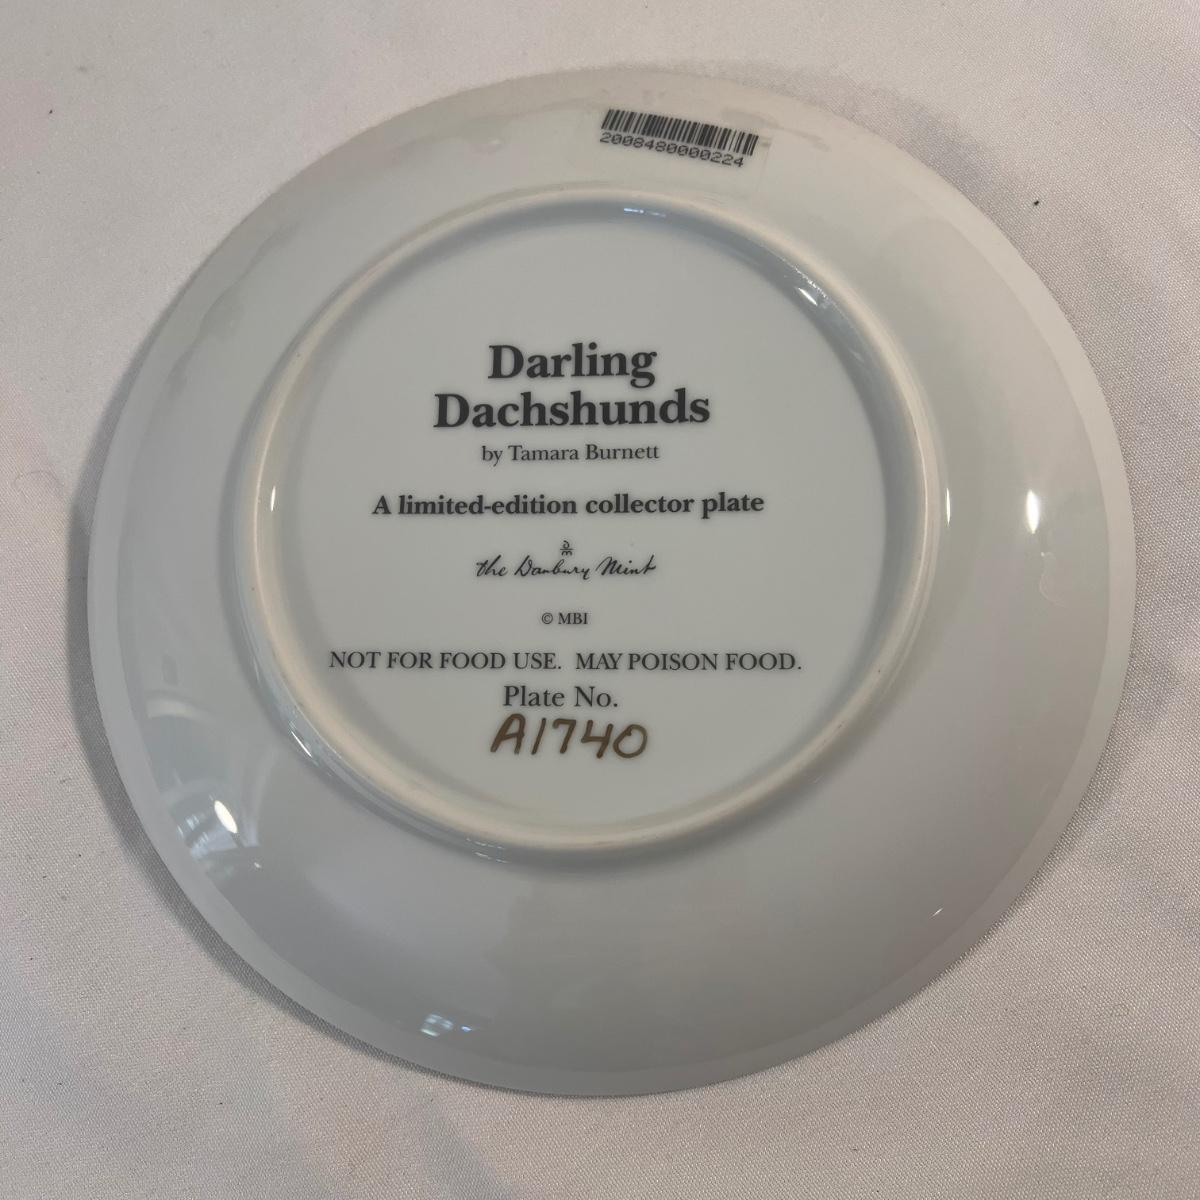 2008480000224
Darling
Dachshunds
by Tamara Burnett
A limited-edition collector plate
DM
the Danbury Mint
© MBI
NOT FOR FOOD USE. MAY POISON FOOD.
Plate No.
A1740